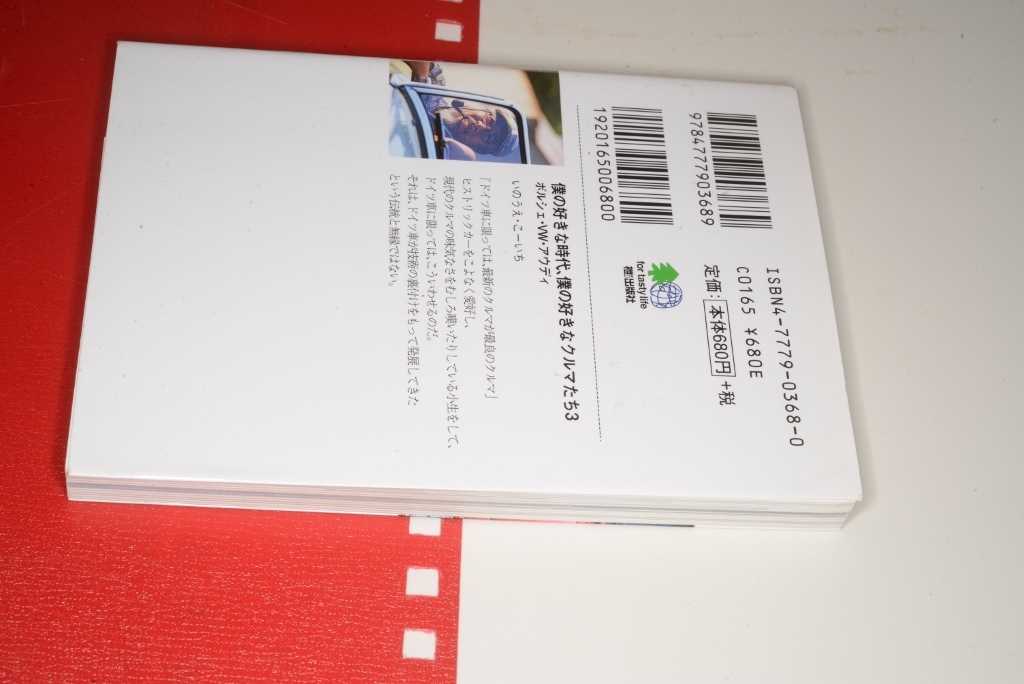 9784777903689
1920165006800
ISBN4-7779-0368-0
C0165 ¥680E
定価:本体680円+税
for tasty life
枻出版社
僕の好きな時代、僕の好きなクルマたち3
ポルシェ・VW・アウディ
いのうえ・こーいち
「ドイツ車に限っては、最新のクルマが最良のクルマ」
ヒストリックカーをこよなく愛好し、
現代のクルマの味気なさをむしろ嘆いたりしている小生をして、
ドイツ車に限っては、こういわせるのだ。
それは、ドイツ車が技術の裏付けをもって発展してきた
という伝統と無縁ではない。